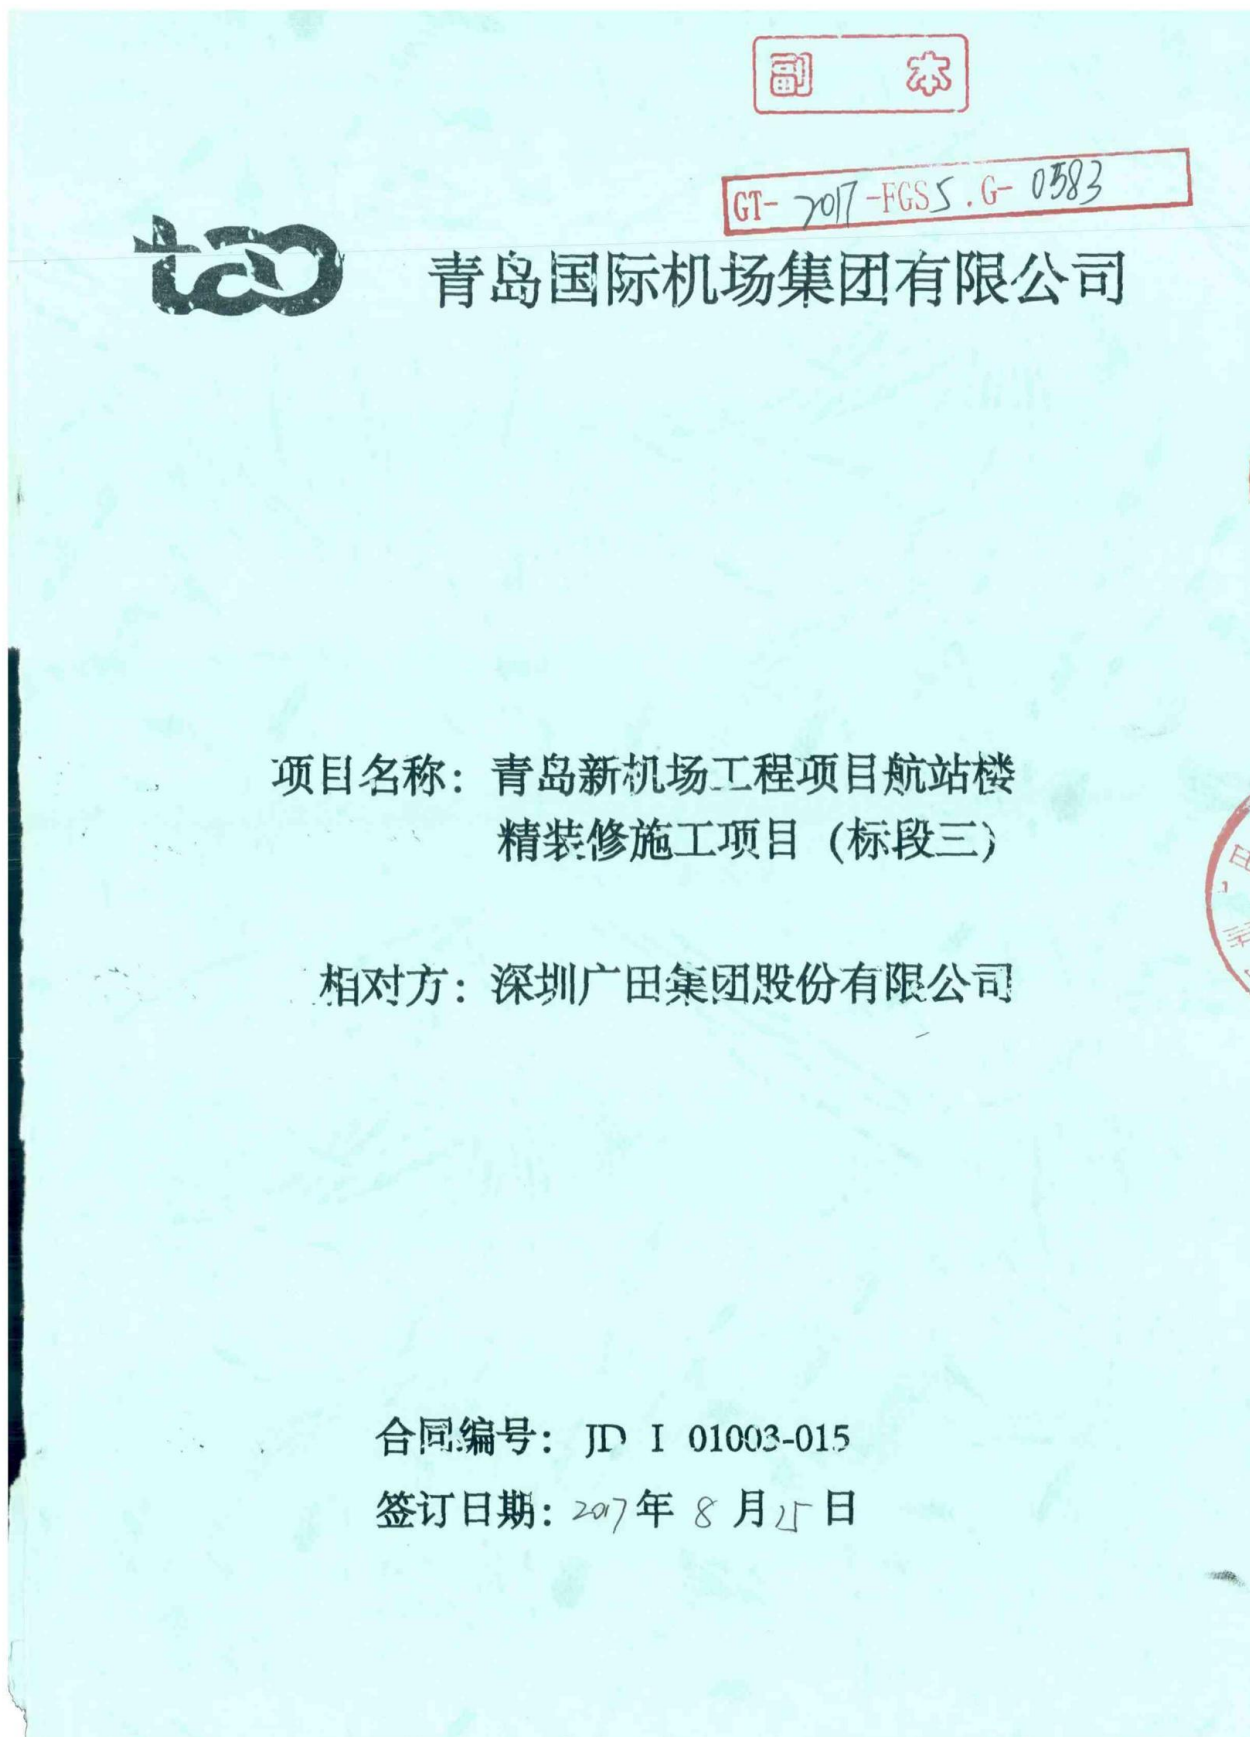 副 本
GT-2017-FGS5.G-0583
tao
青岛国际机场集团有限公司
项目名称：青岛新机场工程项目航站楼
精装修施工项目（标段三）
相对方：深圳广田集团股份有限公司
合同编号：JD I 01003-015
签订日期：2017年 8 月25日